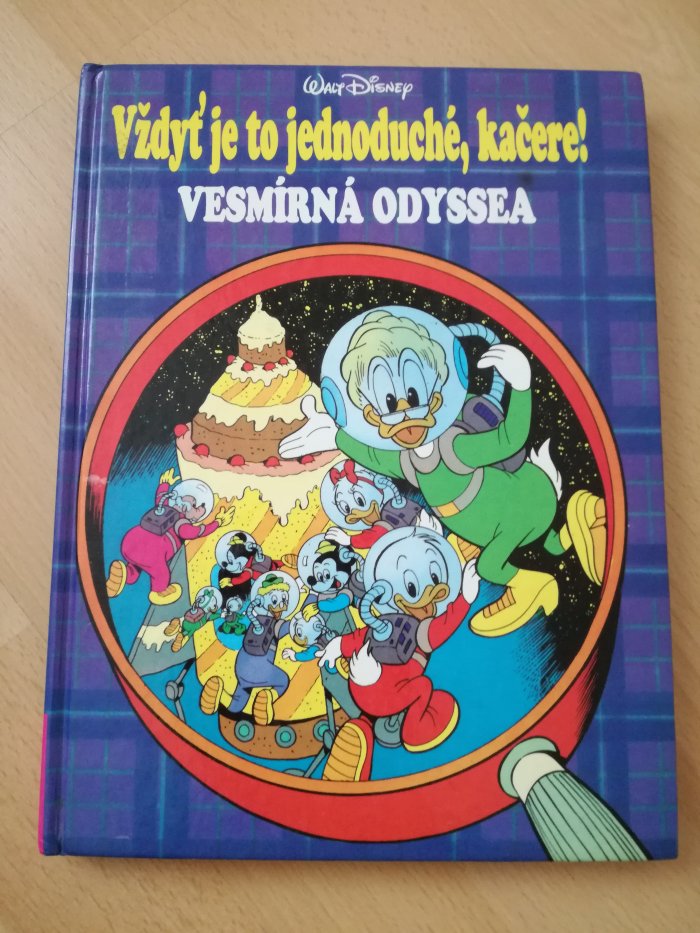 Walt Disney
Vždyť je to jednoduché, kačere!
VESMÍRNÁ ODYSSEA